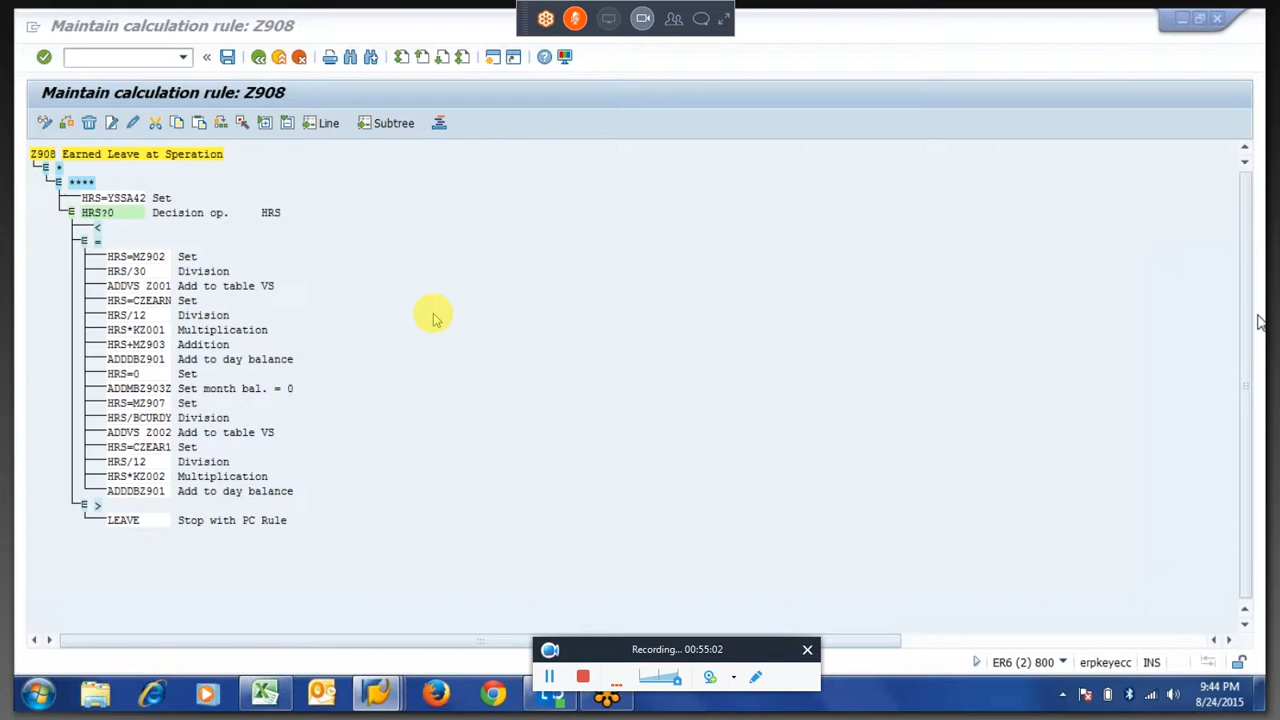 Maintain calculation rule: Z908
Maintain calculation rule: Z908
Line
Subtree
Z908 Earned Leave at Speration
*
****
HRS=YSSA42 Set
HRS?0 Decision op. HRS
<
=
HRS=MZ902 Set
HRS/30 Division
ADDVS Z001 Add to table VS
HRS=CZEARN Set
HRS/12 Division
HRS*KZ001 Multiplication
HRS+MZ903 Addition
ADDDBZ901 Add to day balance
HRS=0 Set
ADDMBZ903Z Set month bal. = 0
HRS=MZ907 Set
HRS/BCURDY Division
ADDVS Z002 Add to table VS
HRS=CZEAR1 Set
HRS/12 Division
HRS*KZ002 Multiplication
ADDDBZ901 Add to day balance
>
LEAVE Stop with PC Rule
Recording... 00:55:02
ER6 (2) 800
erpkeyecc
INS
9:44 PM
8/24/2015